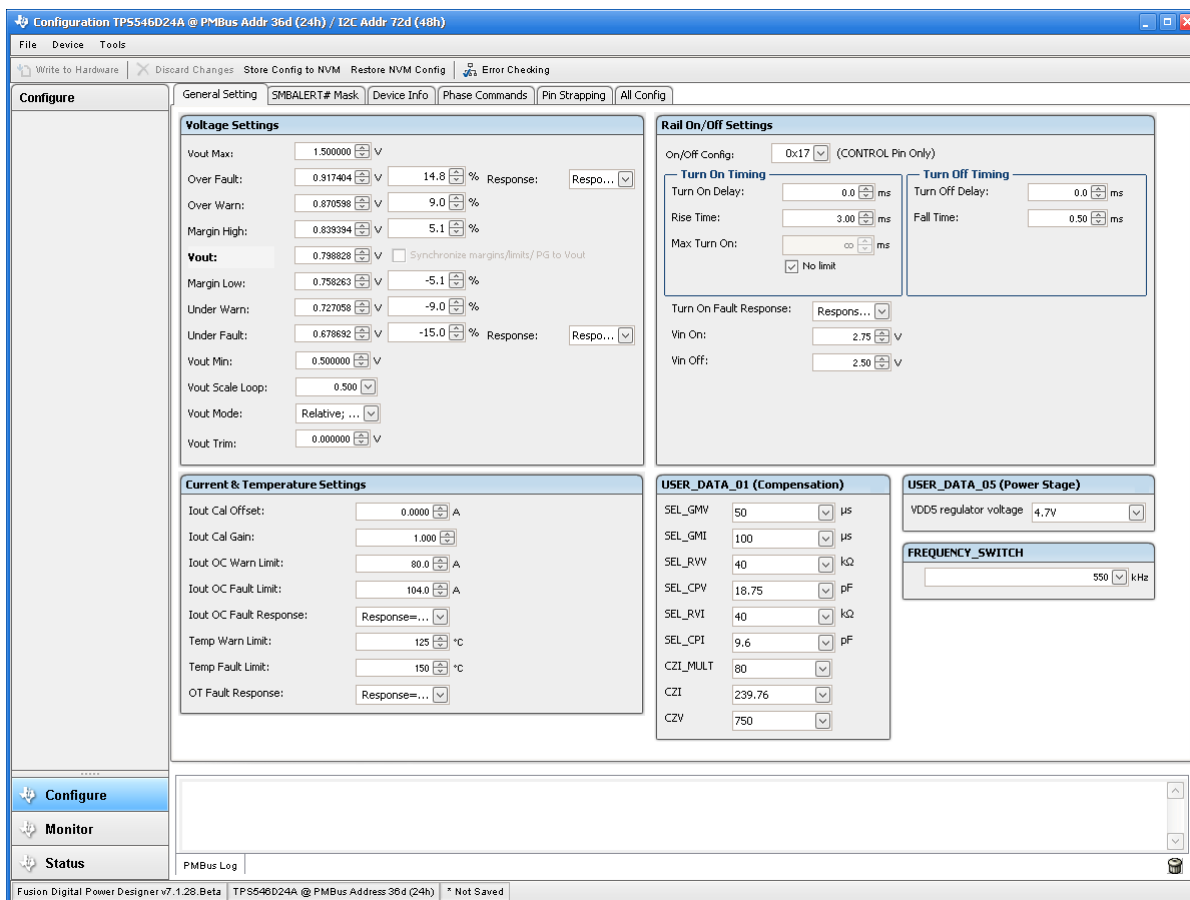 Configuration TPS546D24A @ PMBus Addr 36d (24h) / I2C Addr 72d (48h)
File Device Tools
Write to Hardware Discard Changes Store Config to NVM Restore NVM Config Error Checking
Configure
General Setting SMBALERT# Mask Device Info Phase Commands Pin Strapping All Config
Voltage Settings
Vout Max: 1.500000 V
Over Fault: 0.917404 V 14.8 % Response: Respo...
Over Warn: 0.870598 V 9.0 %
Margin High: 0.839394 V 5.1 %
Vout: 0.798828 V Synchronize margins/limits/ PG to Vout
Margin Low: 0.758263 V -5.1 %
Under Warn: 0.727058 V -9.0 %
Under Fault: 0.678692 V -15.0 % Response: Respo...
Vout Min: 0.500000 V
Vout Scale Loop: 0.500
Vout Mode: Relative; ...
Vout Trim: 0.000000 V
Rail On/Off Settings
On/Off Config: 0x17 (CONTROL Pin Only)
Turn On Timing
Turn On Delay: 0.0 ms
Rise Time: 3.00 ms
Max Turn On: ∞ ms
No limit
Turn Off Timing
Turn Off Delay: 0.0 ms
Fall Time: 0.50 ms
Turn On Fault Response: Respons...
Vin On: 2.75 V
Vin Off: 2.50 V
Current & Temperature Settings
Iout Cal Offset: 0.0000 A
Iout Cal Gain: 1.000
Iout OC Warn Limit: 80.0 A
Iout OC Fault Limit: 104.0 A
Iout OC Fault Response: Response=...
Temp Warn Limit: 125 °C
Temp Fault Limit: 150 °C
OT Fault Response: Response=...
USER_DATA_01 (Compensation)
SEL_GMV 50 µs
SEL_GMI 100 µs
SEL_RVV 40 kΩ
SEL_CPV 18.75 pF
SEL_RVI 40 kΩ
SEL_CPI 9.6 pF
CZI_MULT 80
CZI 239.76
CZV 750
USER_DATA_05 (Power Stage)
VDD5 regulator voltage 4.7V
FREQUENCY_SWITCH
550 kHz
Configure
Monitor
Status
PMBus Log
Fusion Digital Power Designer v7.1.28.Beta TPS546D24A @ PMBus Address 36d (24h) * Not Saved